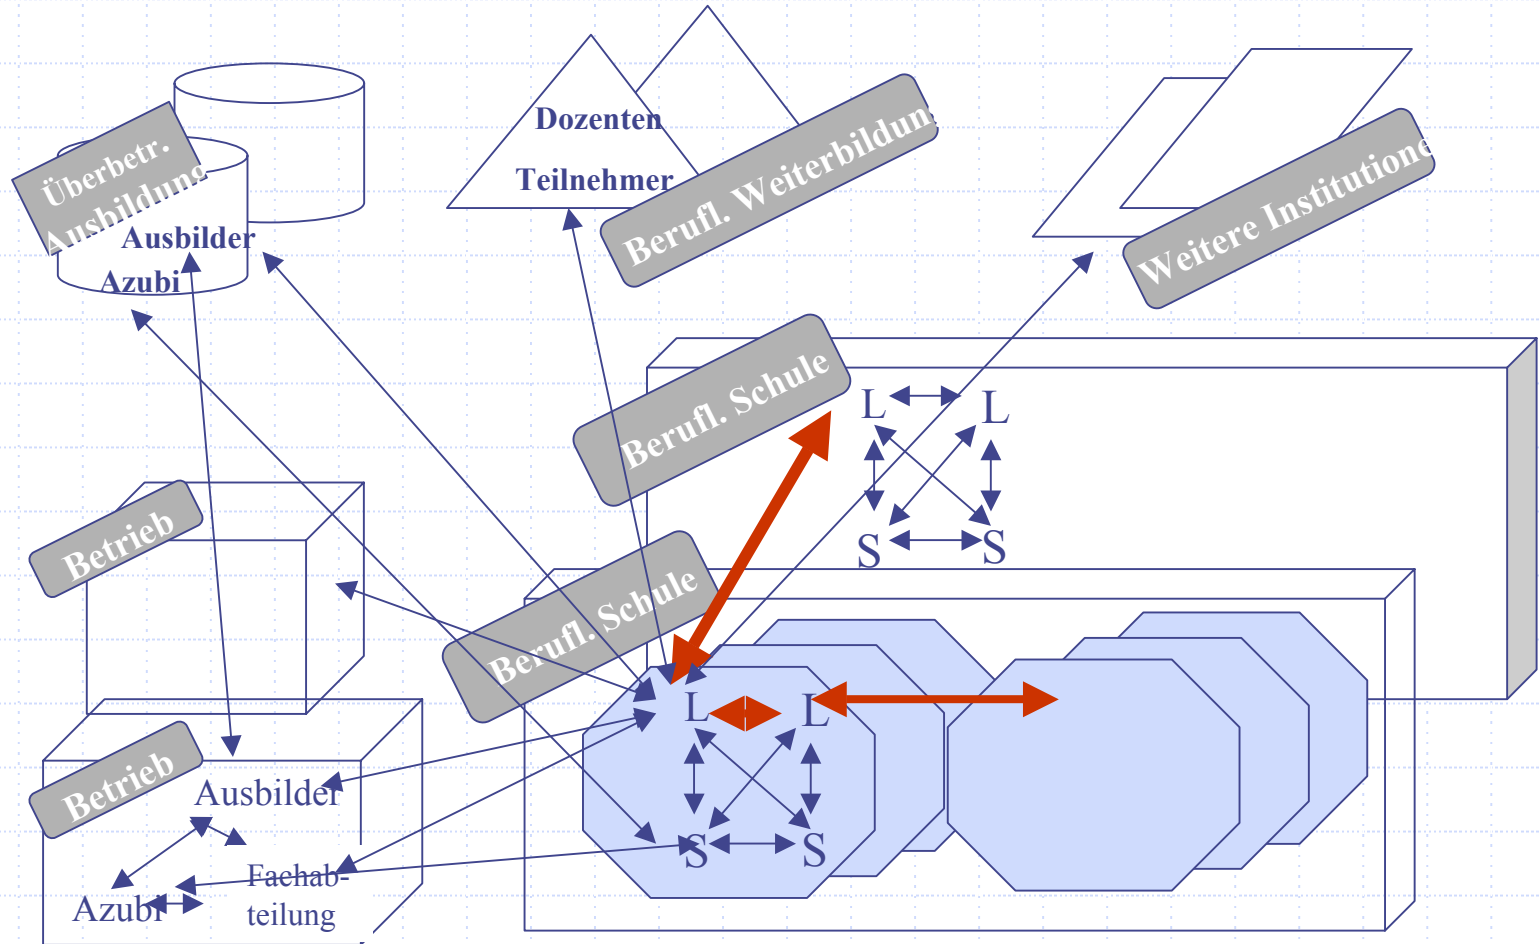 Dozenten
Teilnehmer
Berufl. Weiterbildun
Weitere Institutione
Überbetr.
Ausbildung
Ausbilder
Azubi
Berufl. Schule
L L
S S
Berufl. Schule
L L
S S
Betrieb
Betrieb
Ausbilder
Fachab-
teilung
Azubi